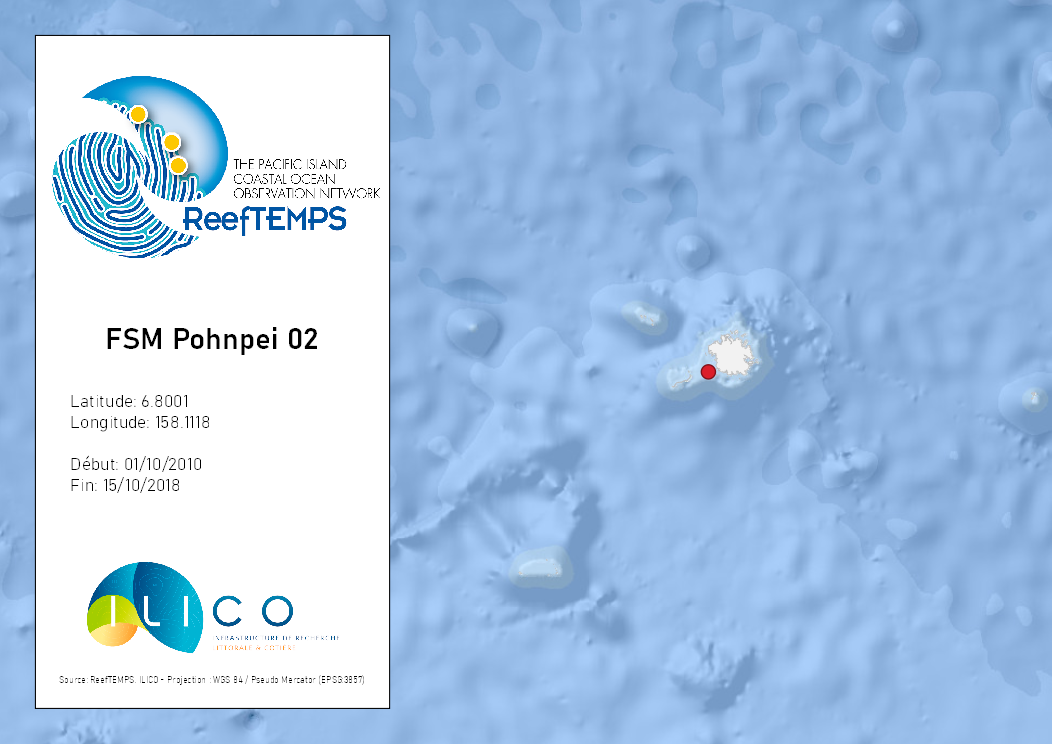 THE PACIFIC ISLAND
COASTAL OCEAN
OBSERVATION NETWORK
ReefTEMPS
FSM Pohnpei 02
Latitude: 6.8001
Longitude: 158.1118
Début: 01/10/2010
Fin: 15/10/2018
ILICO
INFRASTRUCTURE DE RECHERCHE
LITTORALE & CÔTIÈRE
Source: ReefTEMPS, ILICO - Projection : WGS 84 / Pseudo Mercator (EPSG:3857)